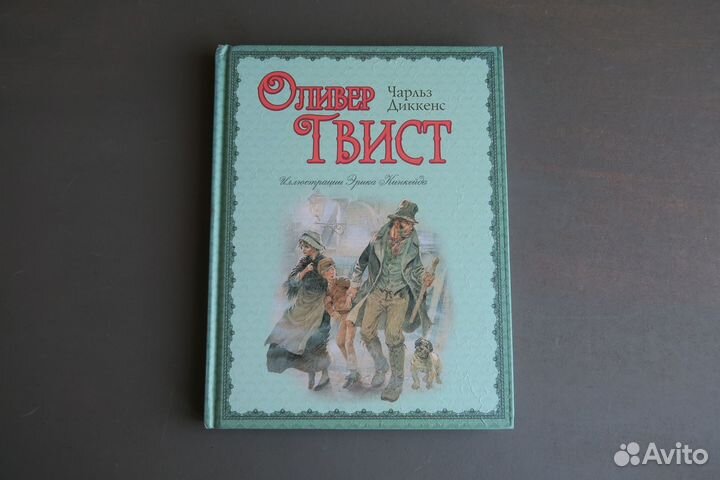 Оливер
Чарльз
Диккенс
Твист
Иллюстрации Эрика Кинкейда
Avito